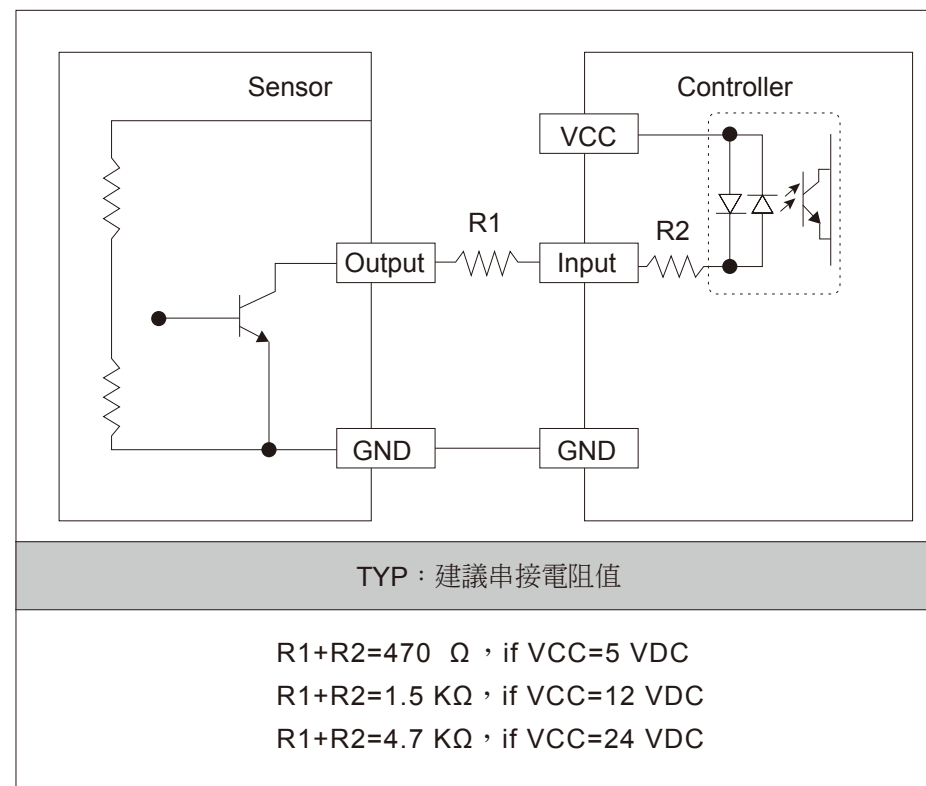 Sensor
Controller
VCC
R1
R2
Output
Input
GND
GND
TYP：建議串接電阻值
R1+R2=470 Ω，if VCC=5 VDC
R1+R2=1.5 KΩ，if VCC=12 VDC
R1+R2=4.7 KΩ，if VCC=24 VDC